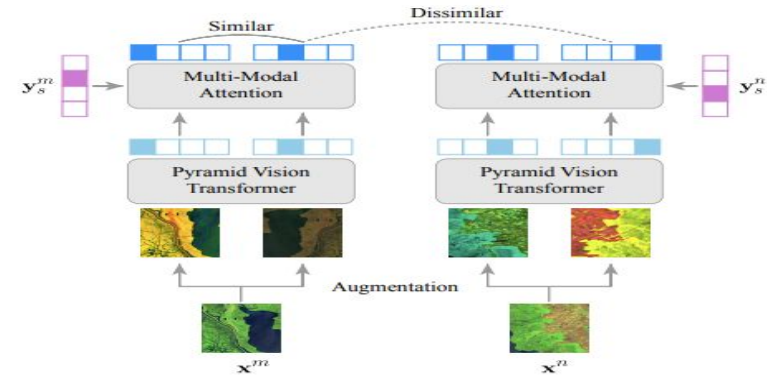 Similar
Dissimilar
Multi-Modal
Attention
Multi-Modal
Attention
y_s^m
y_s^n
Pyramid Vision
Transformer
Pyramid Vision
Transformer
Augmentation
x^m
x^n